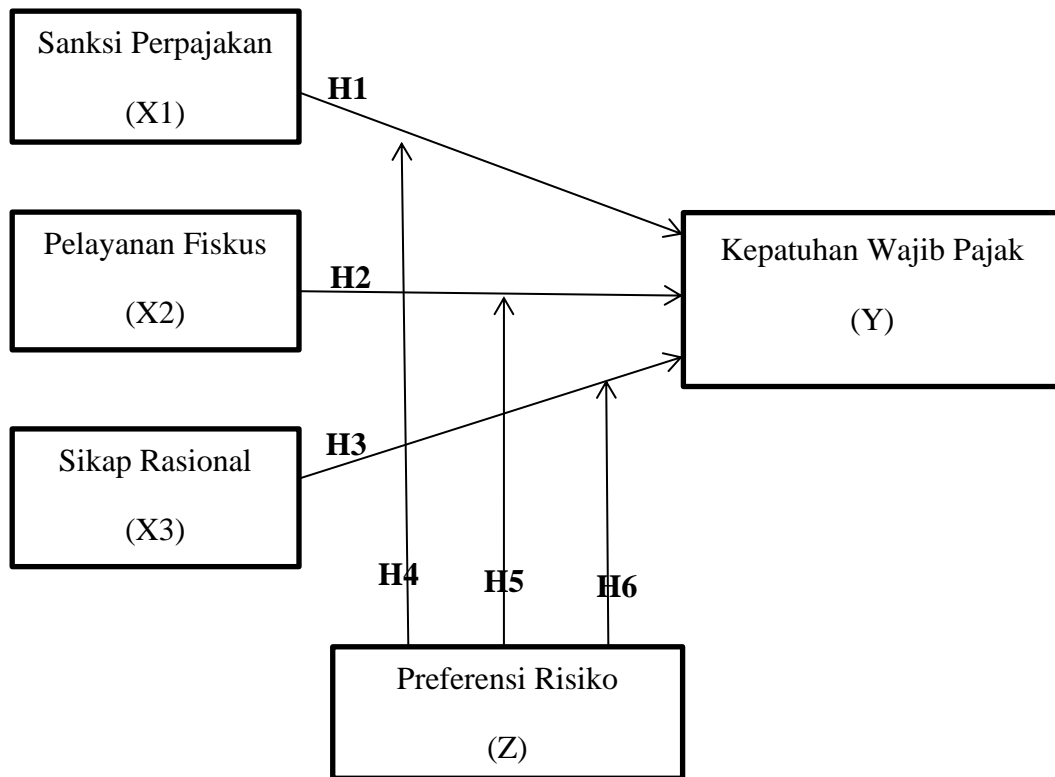 Sanksi Perpajakan
(X1)
H1
Pelayanan Fiskus
(X2)
H2
Kepatuhan Wajib Pajak
(Y)
Sikap Rasional
(X3)
H3
H4
H5
H6
Preferensi Risiko
(Z)